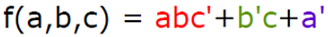 f(a,b,c) = abc'+b'c+a'